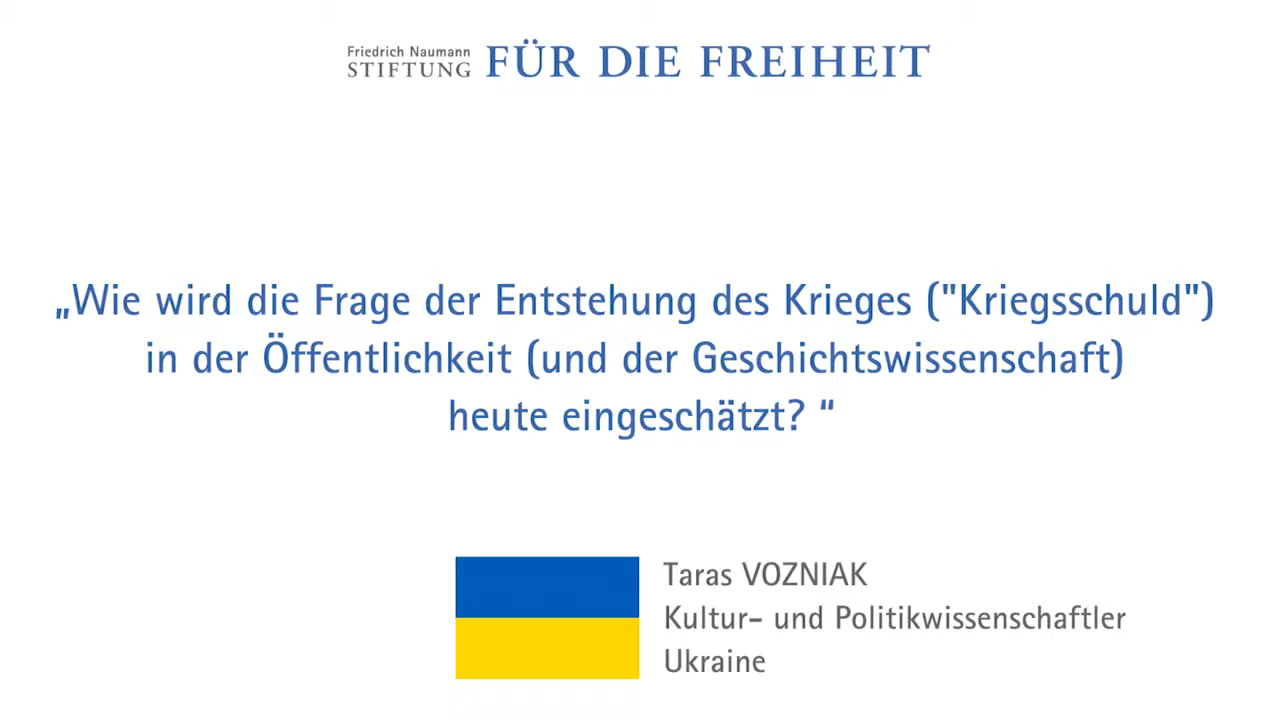 Friedrich Naumann
STIFTUNG FÜR DIE FREIHEIT
„Wie wird die Frage der Entstehung des Krieges ("Kriegsschuld")
in der Öffentlichkeit (und der Geschichtswissenschaft)
heute eingeschätzt? “
Taras VOZNIAK
Kultur- und Politikwissenschaftler
Ukraine